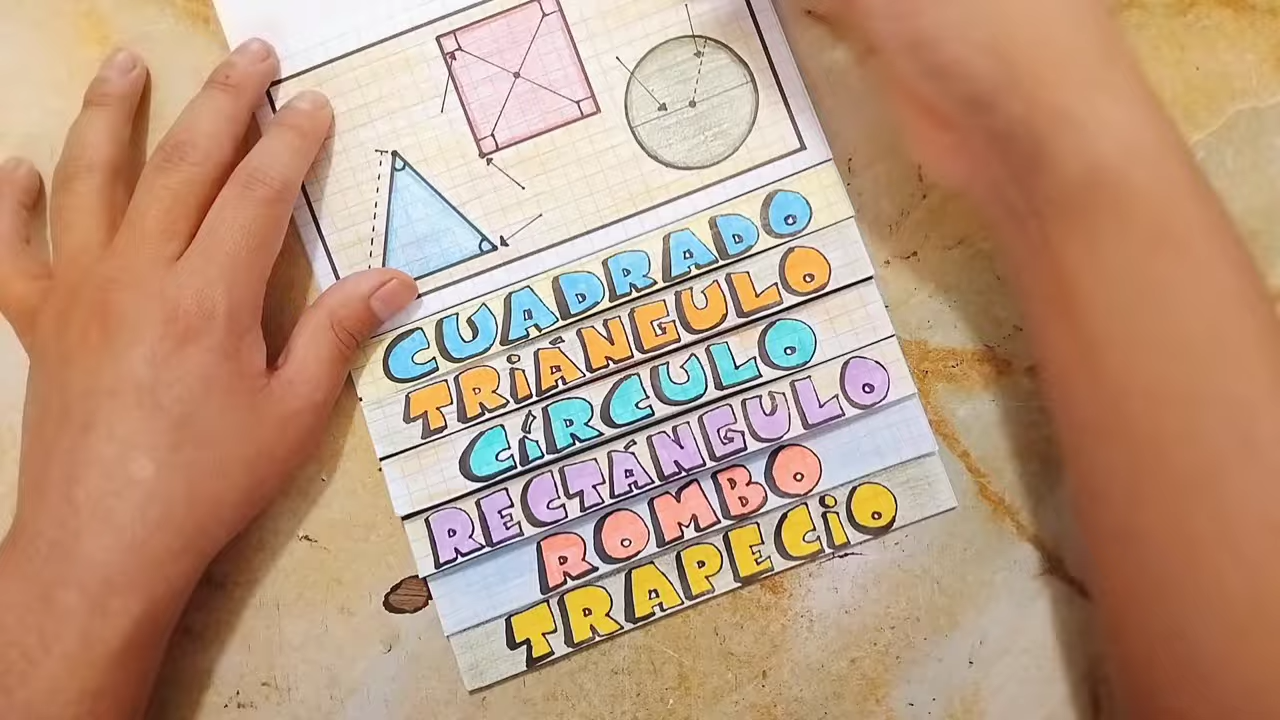 CUADRADO
TRiÁNGULO
CíRCULO
RECTÁNGULO
ROMBO
TRAPECiO